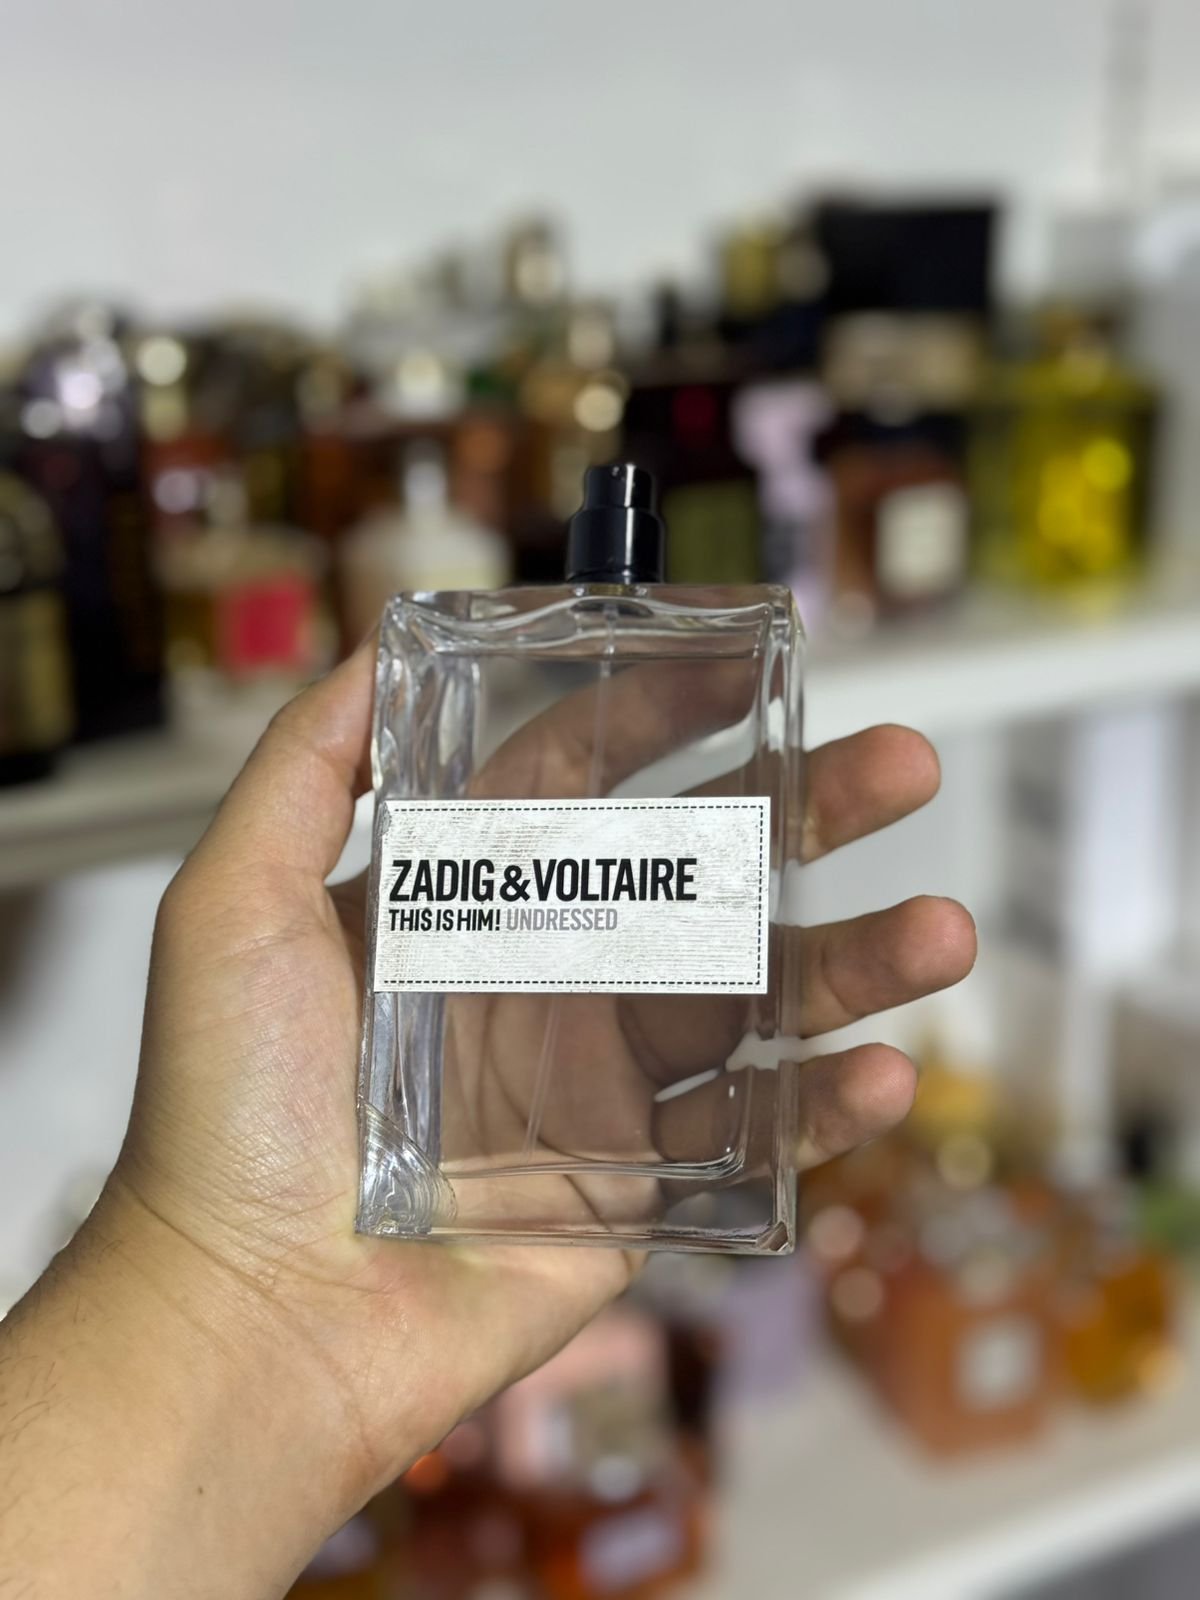 ZADIG & VOLTAIRE
THIS IS HIM! UNDRESSED